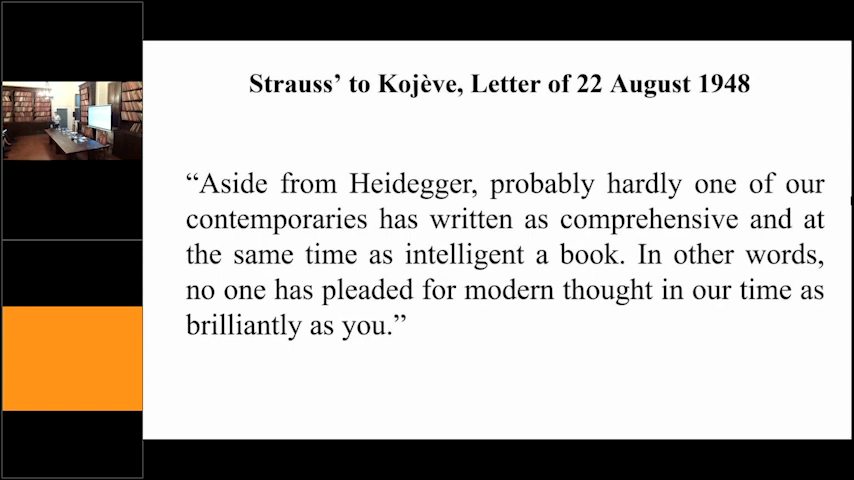 Strauss’ to Kojève, Letter of 22 August 1948
“Aside from Heidegger, probably hardly one of our
contemporaries has written as comprehensive and at
the same time as intelligent a book. In other words,
no one has pleaded for modern thought in our time as
brilliantly as you.”